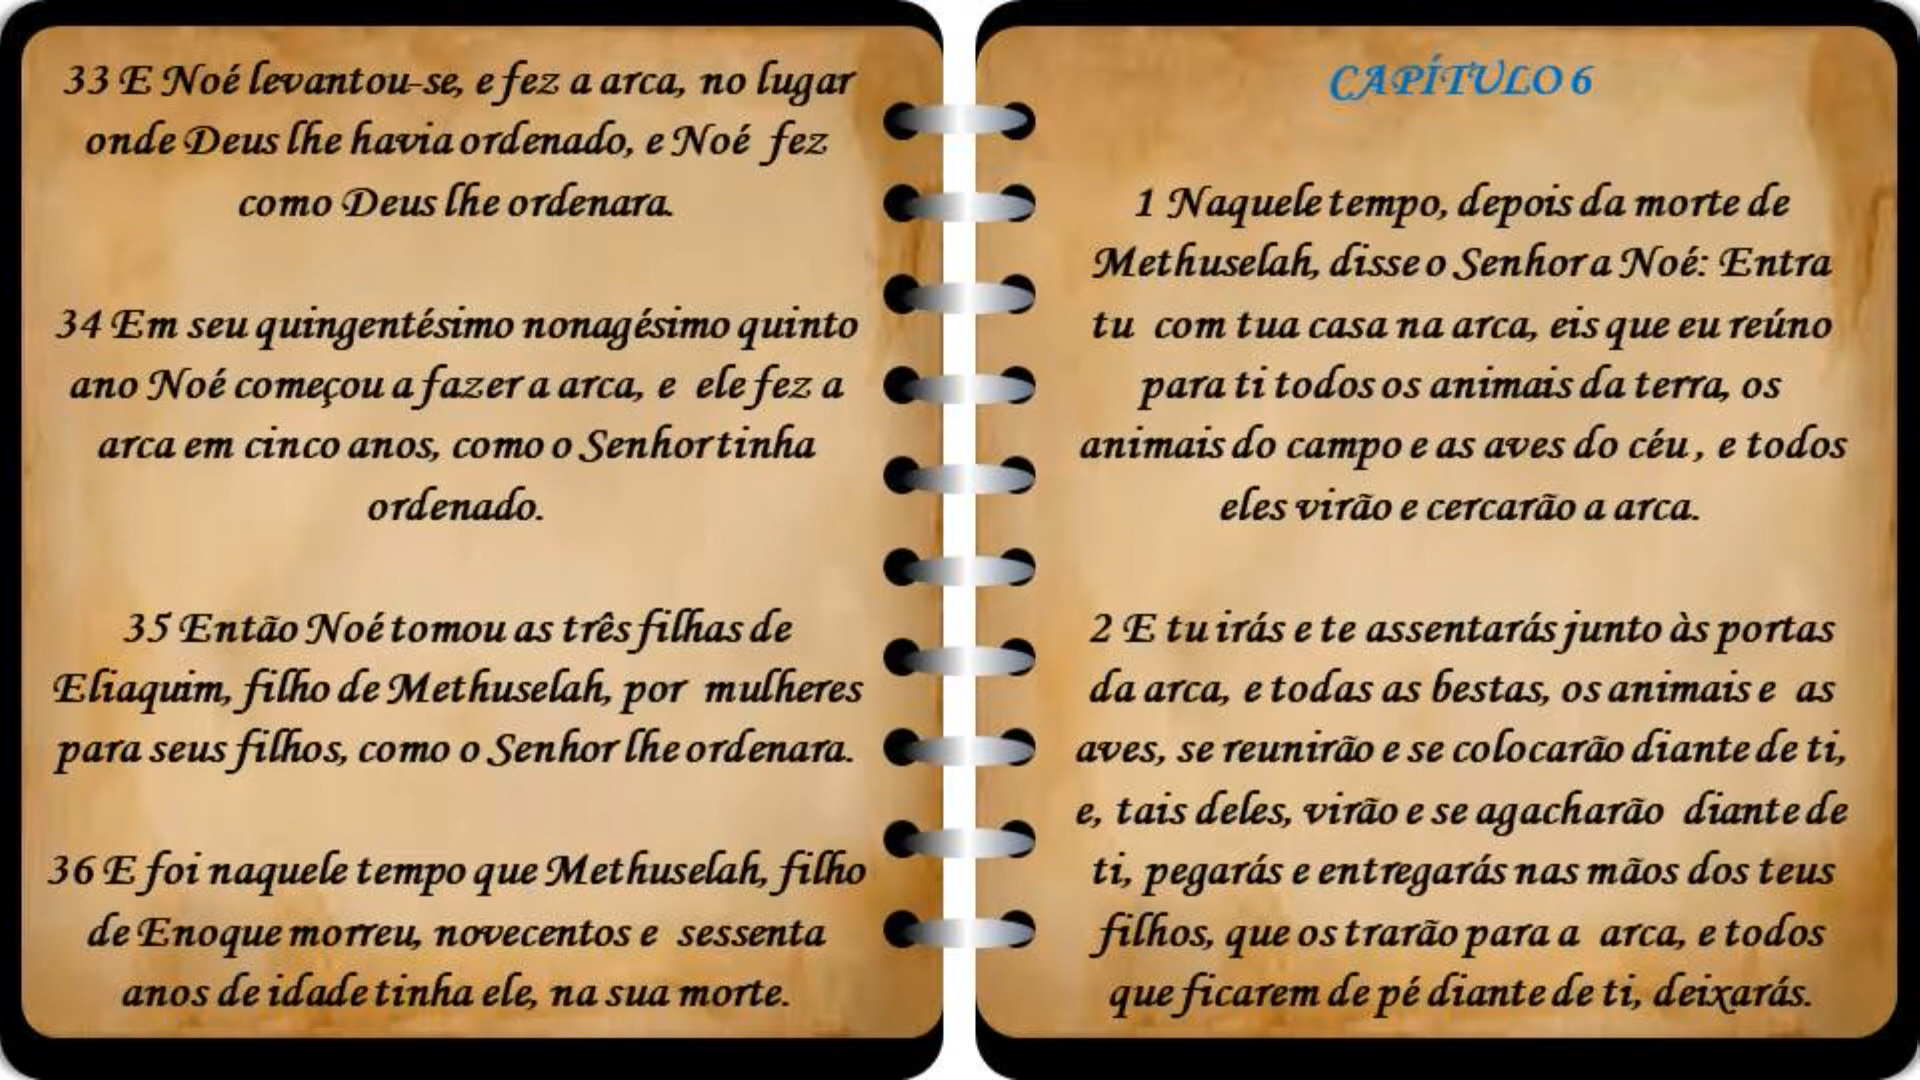 33 E Noé levantou-se, e fez a arca, no lugar
onde Deus lhe havia ordenado, e Noé fez
como Deus lhe ordenara.
34 Em seu quingentésimo nonagésimo quinto
ano Noé começou a fazer a arca, e ele fez a
arca em cinco anos, como o Senhor tinha
ordenado.
35 Então Noé tomou as três filhas de
Eliaquim, filho de Methuselah, por mulheres
para seus filhos, como o Senhor lhe ordenara.
36 E foi naquele tempo que Methuselah, filho
de Enoque morreu, novecentos e sessenta
anos de idade tinha ele, na sua morte.
CAPÍTULO 6
1 Naquele tempo, depois da morte de
Methuselah, disse o Senhor a Noé: Entra
tu com tua casa na arca, eis que eu reúno
para ti todos os animais da terra, os
animais do campo e as aves do céu, e todos
eles virão e cercarão a arca.
2 E tu irás e te assentarás junto às portas
da arca, e todas as bestas, os animais e as
aves, se reunirão e se colocarão diante de ti,
e, tais deles, virão e se agacharão diante de
ti, pegarás e entregarás nas mãos dos teus
filhos, que os trarão para a arca, e todos
que ficarem de pé diante de ti, deixarás.